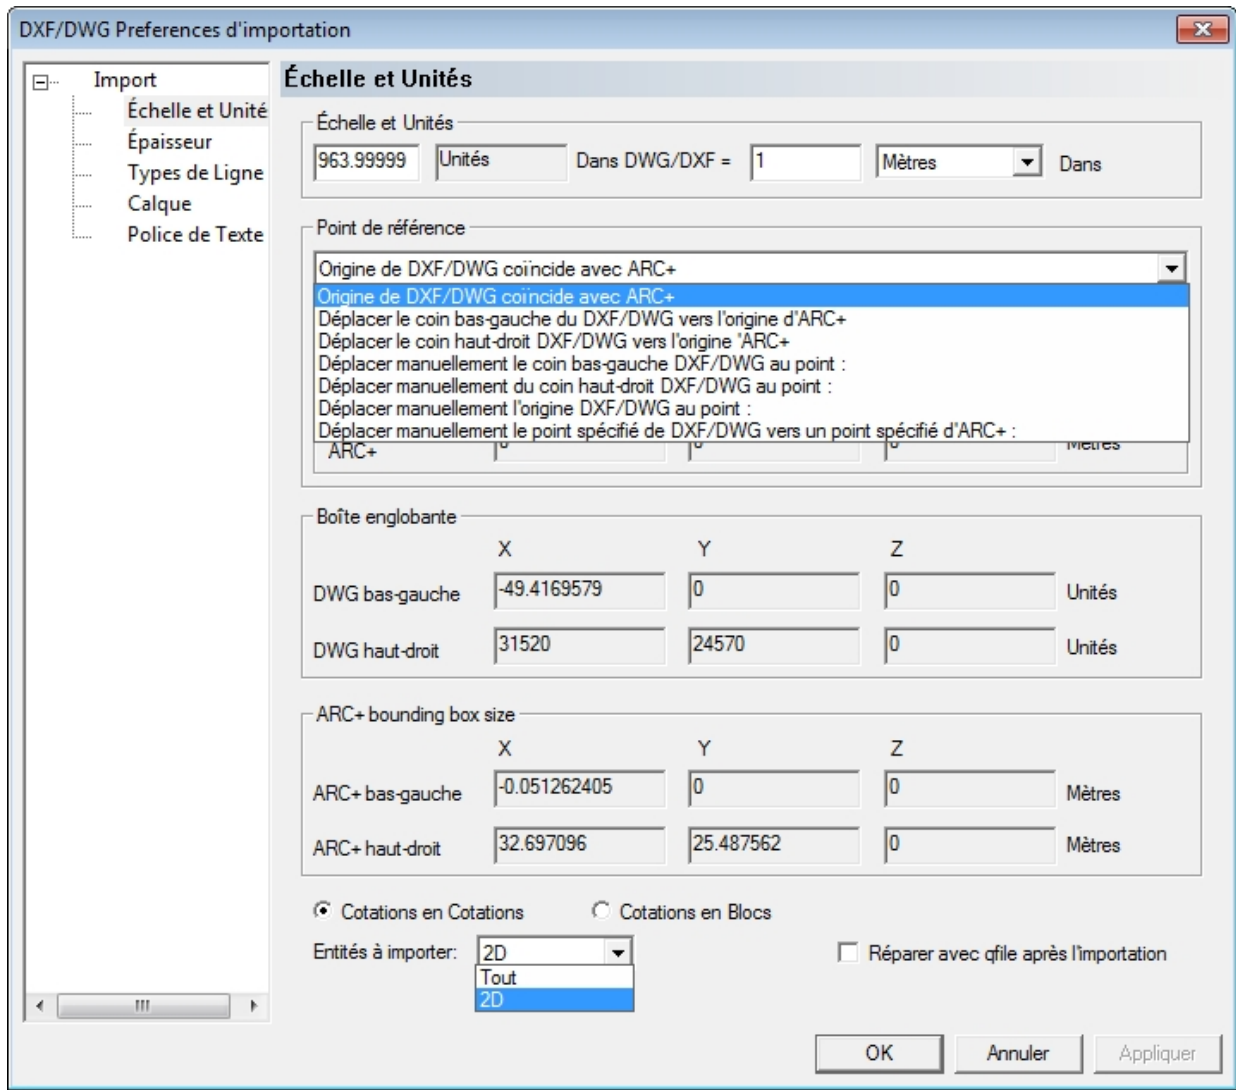 DXF/DWG Preferences d'importation
Import
Échelle et Unité
Épaisseur
Types de Ligne
Calque
Police de Texte
Échelle et Unités
Échelle et Unités
963.99999 Unités Dans DWG/DXF = 1 Mètres Dans
Point de référence
Origine de DXF/DWG coïncide avec ARC+
Origine de DXF/DWG coïncide avec ARC+
Déplacer le coin bas-gauche du DXF/DWG vers l'origine d'ARC+
Déplacer le coin haut-droit DXF/DWG vers l'origine 'ARC+
Déplacer manuellement le coin bas-gauche DXF/DWG au point :
Déplacer manuellement du coin haut-droit DXF/DWG au point :
Déplacer manuellement l'origine DXF/DWG au point :
Déplacer manuellement le point spécifié de DXF/DWG vers un point spécifié d'ARC+ :
ARC+ 0 0 0 Mètres
Boîte englobante
X Y Z
DWG bas-gauche -49.4169579 0 0 Unités
DWG haut-droit 31520 24570 0 Unités
ARC+ bounding box size
X Y Z
ARC+ bas-gauche -0.051262405 0 0 Mètres
ARC+ haut-droit 32.697096 25.487562 0 Mètres
Cotations en Cotations Cotations en Blocs
Entités à importer: 2D Réparer avec qfile après l'importation
Tout
2D
OK Annuler Appliquer